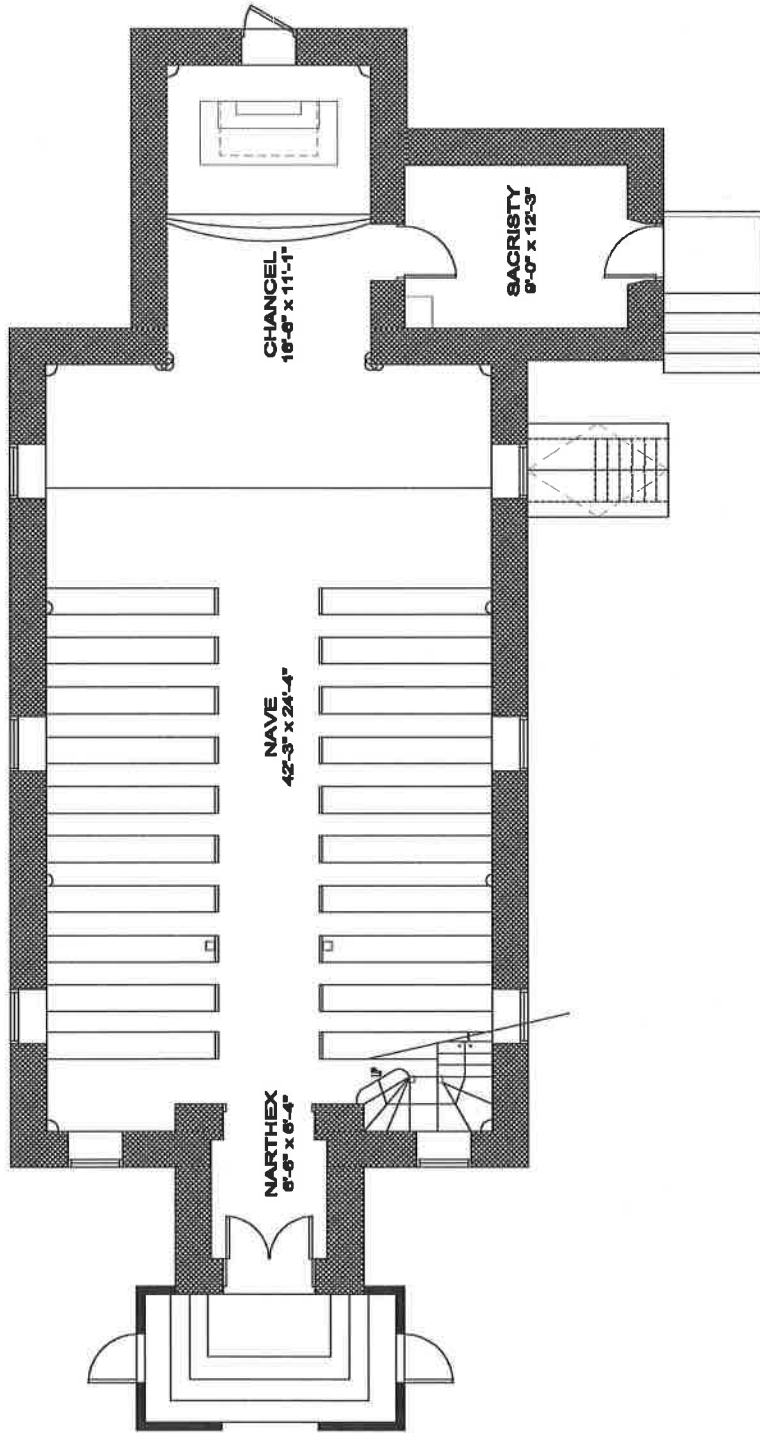 CHANCEL
16'-6" x 11'-1"
SACRISTY
9'-0" x 12'-3"
NAVE
42'-3" x 24'-4"
NARTHEX
6'-6" x 6'-4"
UP